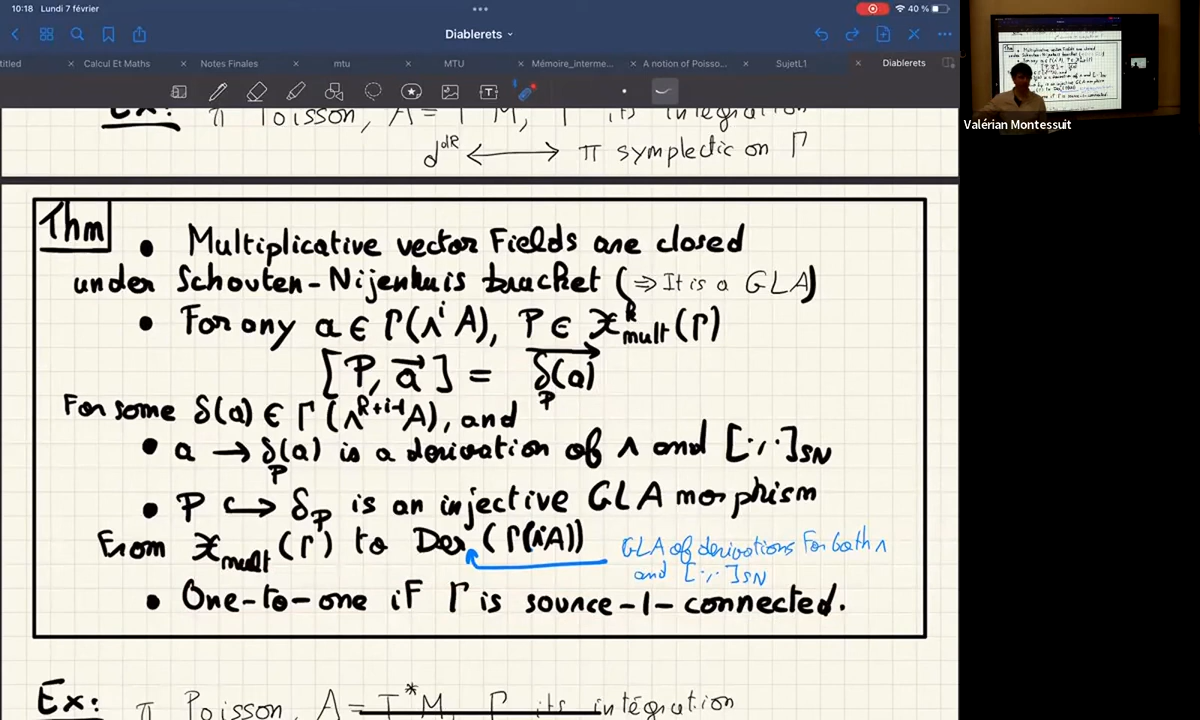 10:18 Lundi 7 février
40 %
Diablerets
titled
Calcul Et Maths
Notes Finales
mtu
MTU
Mémoire_interme...
A notion of Poisso...
SujetL1
Diablerets
Valérian Montessuit
Ex: π Poisson, A = T*M, Γ its integration
d^dR ⟷ π symplectic on Γ
Thm • Multiplicative vector Fields are closed
under Schouten-Nijenhuis bracket (⇒ It is a GLA)
• For any a ∈ Γ(Λ^i A), P ∈ 𝔛^k_mult(Γ)
[P, \overrightarrow{a}] = \overrightarrow{δ_P(a)}
For some δ(a) ∈ Γ(Λ^{k+i-1}A), and
• a → δ_P(a) is a derivation of ∧ and [·,·]_SN
• P ↪ δ_P is an injective GLA morphism
From 𝔛_mult(Γ) to Der(Γ(Λ^·A))
GLA of derivations For both ∧
and [·,·]_SN
• One-to-one if Γ is source-1-connected.
Ex: π Poisson, A = T*M, Γ its intégration